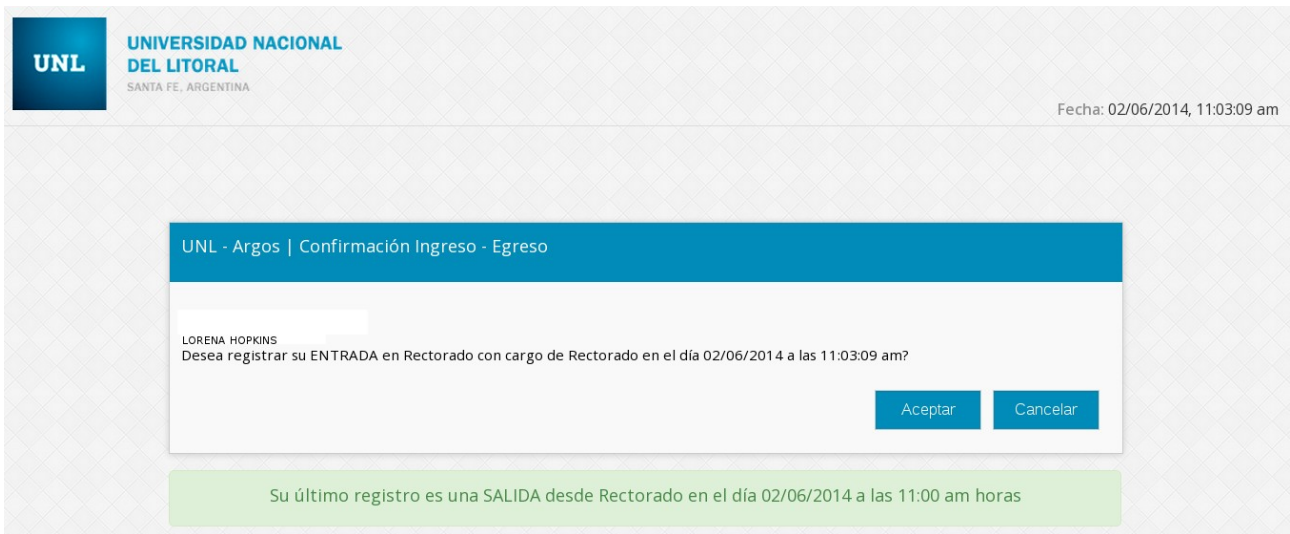 UNL
UNIVERSIDAD NACIONAL
DEL LITORAL
SANTA FE, ARGENTINA
Fecha: 02/06/2014, 11:03:09 am
UNL - Argos | Confirmación Ingreso - Egreso
LORENA HOPKINS
Desea registrar su ENTRADA en Rectorado con cargo de Rectorado en el día 02/06/2014 a las 11:03:09 am?
Aceptar Cancelar
Su último registro es una SALIDA desde Rectorado en el día 02/06/2014 a las 11:00 am horas